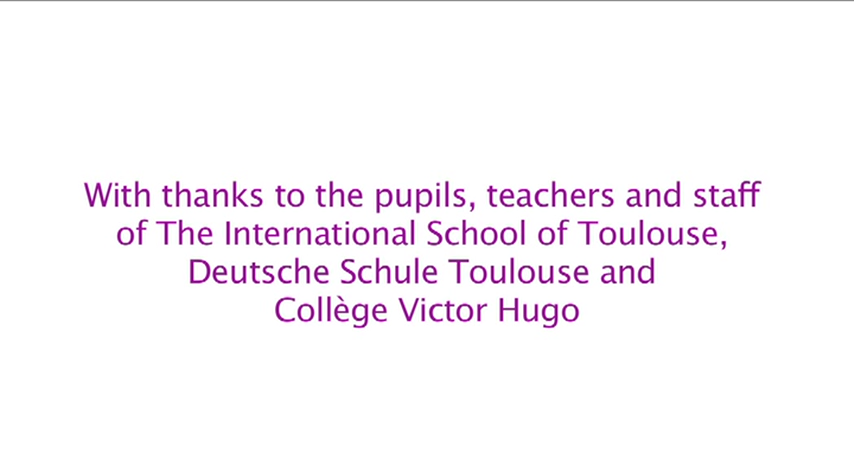 With thanks to the pupils, teachers and staff
of The International School of Toulouse,
Deutsche Schule Toulouse and
Collège Victor Hugo